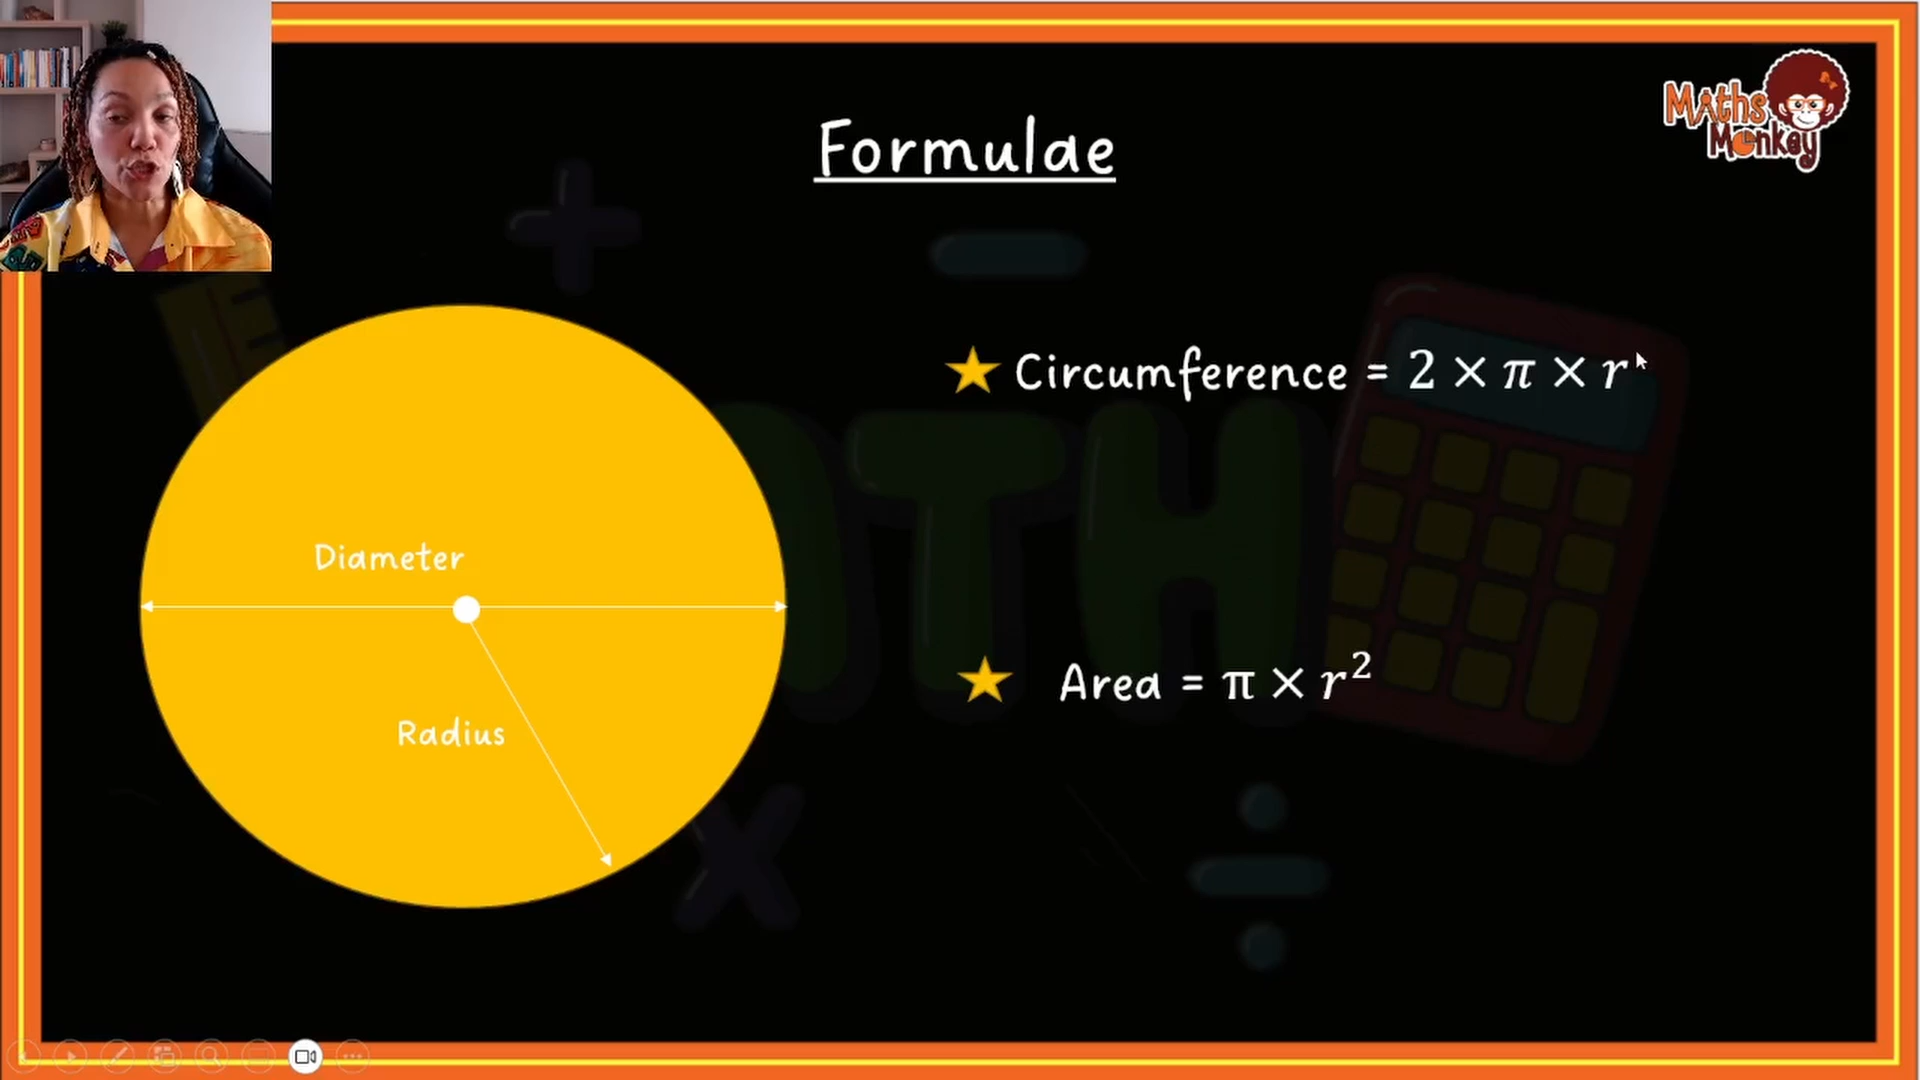 Maths
Monkey
Formulae
Circumference = 2 × π × r
Diameter
Area = π × r²
Radius